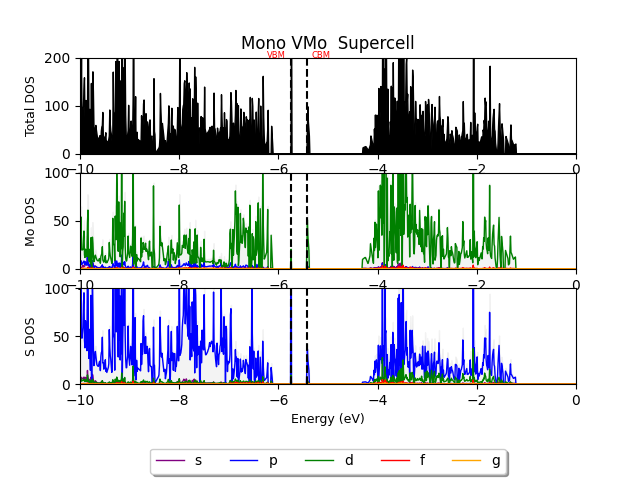 Mono VMo  Supercell
VBM CBM
Total DOS
200
100
0
−10 −8 −6 −4 −2 0
Mo DOS
100
50
0
−10 −8 −6 −4 −2 0
S DOS
100
50
0
−10 −8 −6 −4 −2 0
Energy (eV)
s p d f g